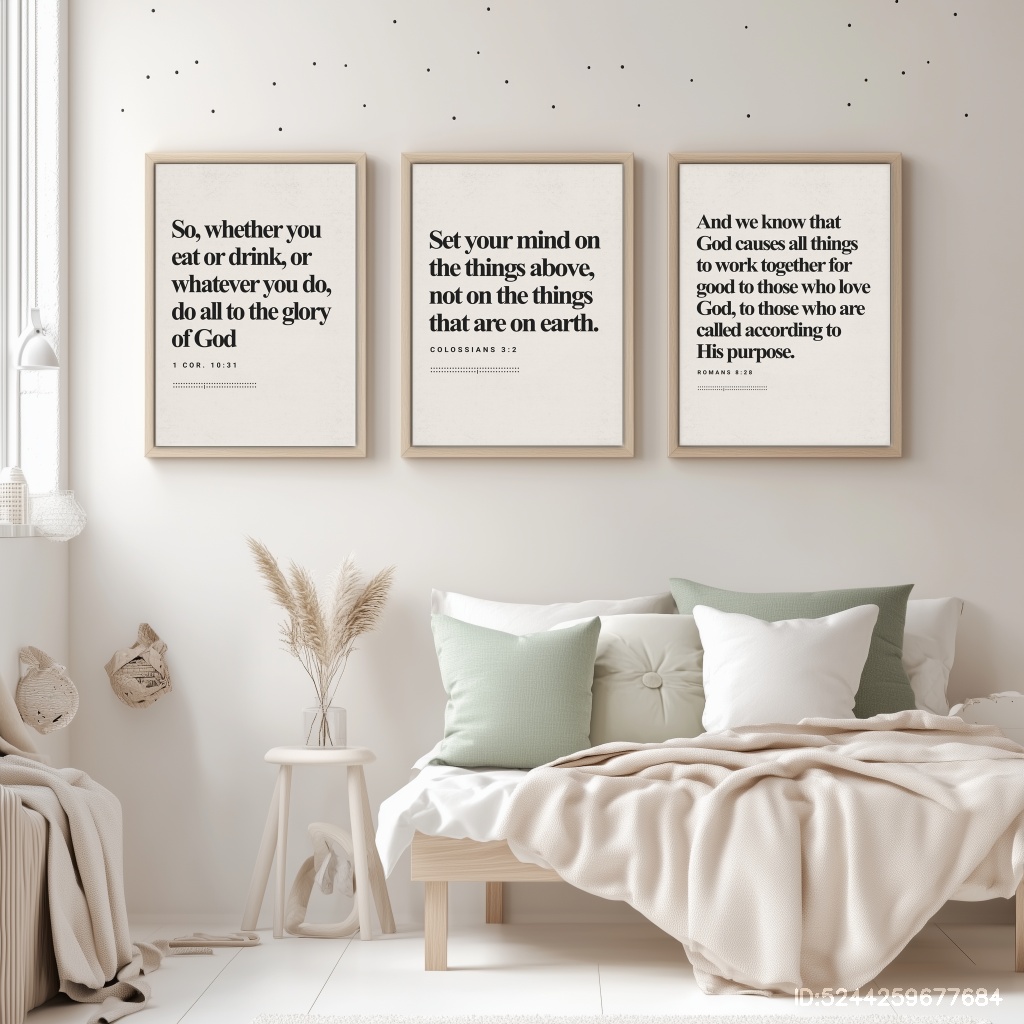 So, whether you
eat or drink, or
whatever you do,
do all to the glory
of God
1 COR. 10:31
Set your mind on
the things above,
not on the things
that are on earth.
COLOSSIANS 3:2
And we know that
God causes all things
to work together for
good to those who love
God, to those who are
called according to
His purpose.
ROMANS 8:28
ID:5244259677684